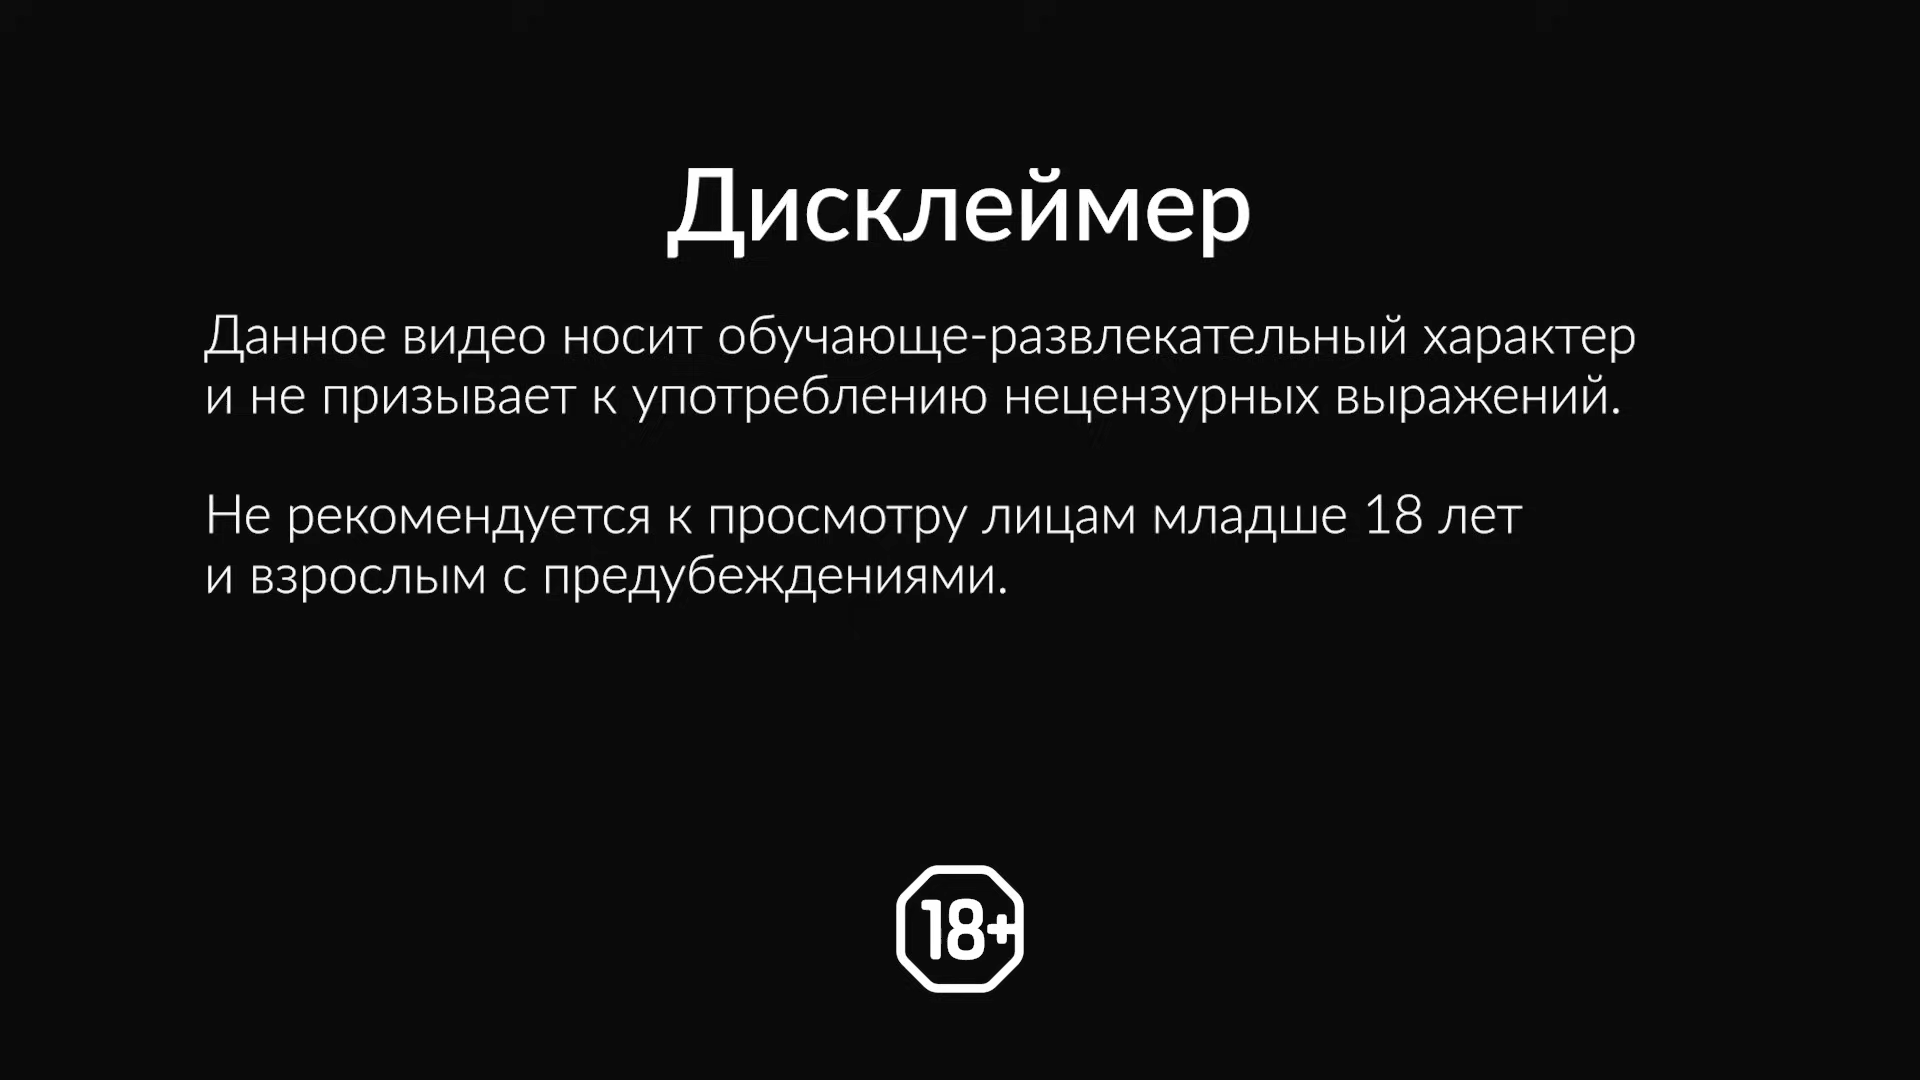 Дисклеймер
Данное видео носит обучающе-развлекательный характер
и не призывает к употреблению нецензурных выражений.
Не рекомендуется к просмотру лицам младше 18 лет
и взрослым с предубеждениями.
18+